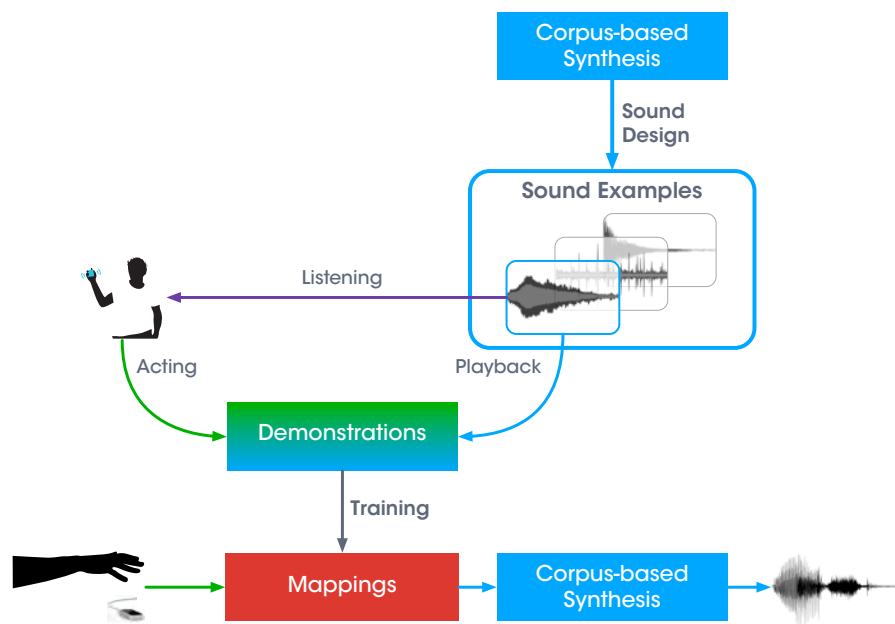 Corpus-based
Synthesis
Sound
Design
Sound Examples
Listening
Acting
Playback
Demonstrations
Training
Mappings
Corpus-based
Synthesis